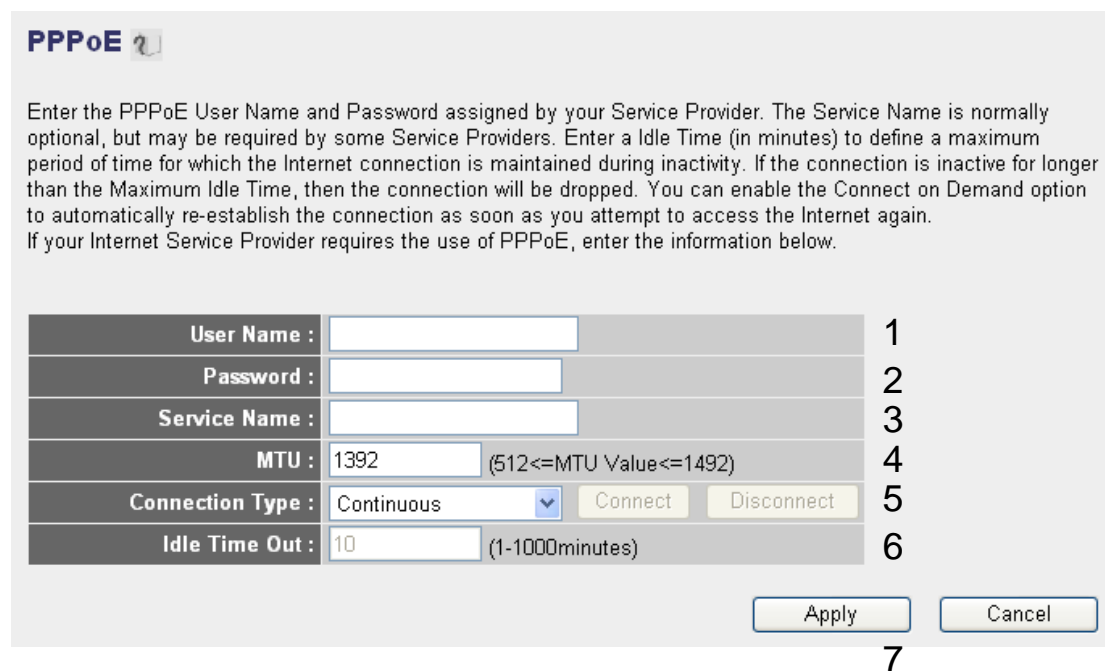 PPPoE
Enter the PPPoE User Name and Password assigned by your Service Provider. The Service Name is normally
optional, but may be required by some Service Providers. Enter a Idle Time (in minutes) to define a maximum
period of time for which the Internet connection is maintained during inactivity. If the connection is inactive for longer
than the Maximum Idle Time, then the connection will be dropped. You can enable the Connect on Demand option
to automatically re-establish the connection as soon as you attempt to access the Internet again.
If your Internet Service Provider requires the use of PPPoE, enter the information below.
User Name : 1
Password : 2
Service Name : 3
MTU : 1392 (512<=MTU Value<=1492) 4
Connection Type : Continuous Connect Disconnect 5
Idle Time Out : 10 (1-1000minutes) 6
Apply Cancel
7